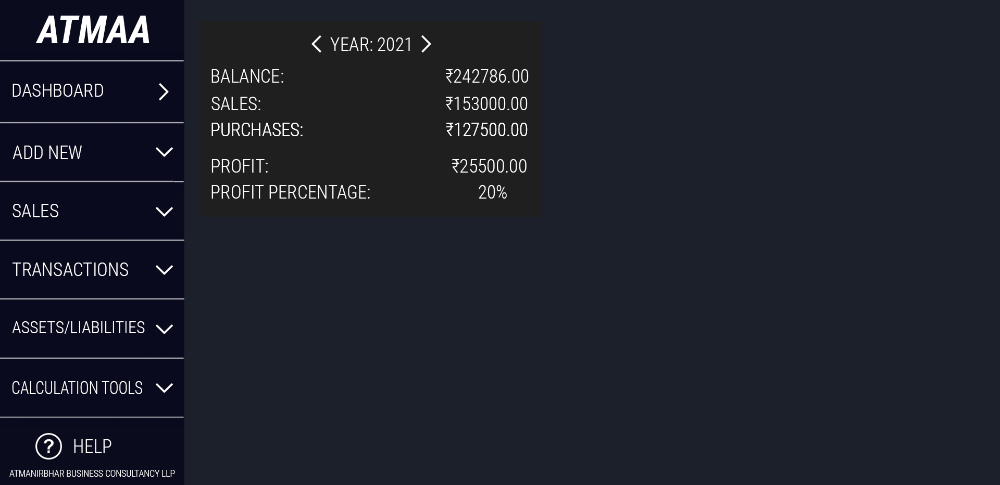 ATMAA
DASHBOARD
ADD NEW
SALES
TRANSACTIONS
ASSETS/LIABILITIES
CALCULATION TOOLS
? HELP
ATMANIRBHAR BUSINESS CONSULTANCY LLP
YEAR: 2021
BALANCE: ₹242786.00
SALES: ₹153000.00
PURCHASES: ₹127500.00
PROFIT: ₹25500.00
PROFIT PERCENTAGE: 20%